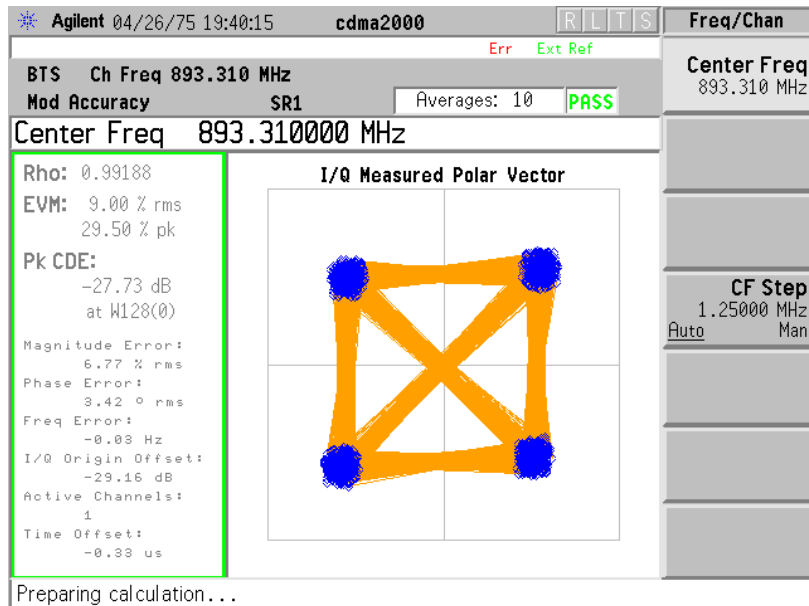 Agilent 04/26/75 19:40:15 cdma2000 R L T S Freq/Chan
Err Ext Ref
BTS Ch Freq 893.310 MHz
Mod Accuracy SR1 Averages: 10 PASS
Center Freq 893.310000 MHz
Rho: 0.99188
EVM: 9.00 % rms
29.50 % pk
Pk CDE:
-27.73 dB
at W128(0)
Magnitude Error:
6.77 % rms
Phase Error:
3.42 º rms
Freq Error:
-0.03 Hz
I/Q Origin Offset:
-29.16 dB
Active Channels:
1
Time Offset:
-0.33 us
I/Q Measured Polar Vector
Center Freq
893.310 MHz
CF Step
1.25000 MHz
Auto Man
Preparing calculation...